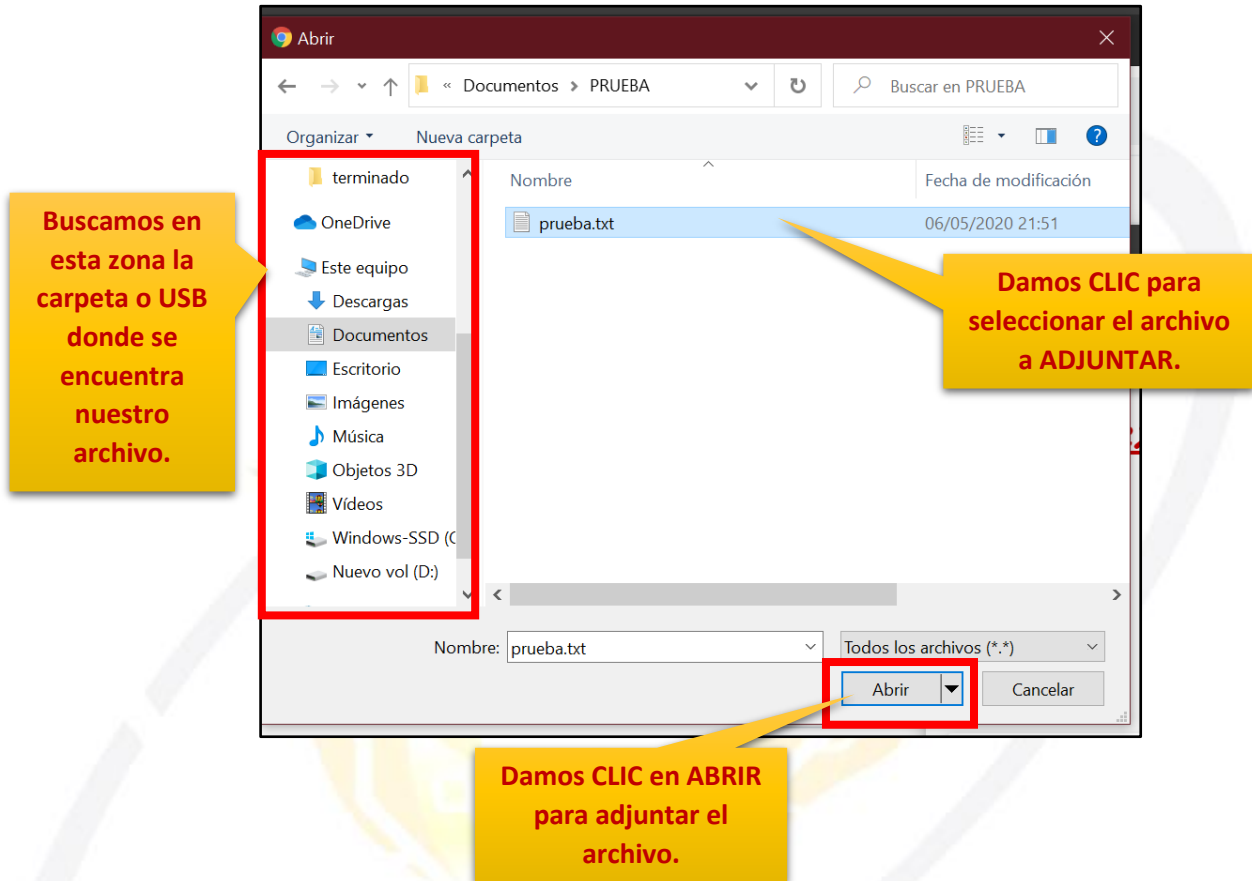 Abrir
« Documentos > PRUEBA
Buscar en PRUEBA
Organizar
Nueva carpeta
Nombre
Fecha de modificación
terminado
OneDrive
Este equipo
Descargas
Documentos
Escritorio
Imágenes
Música
Objetos 3D
Vídeos
Windows-SSD (C
Nuevo vol (D:)
prueba.txt
06/05/2020 21:51
Buscamos en
esta zona la
carpeta o USB
donde se
encuentra
nuestro
archivo.
Damos CLIC para
seleccionar el archivo
a ADJUNTAR.
Nombre:
prueba.txt
Todos los archivos (*.*)
Abrir
Cancelar
Damos CLIC en ABRIR
para adjuntar el
archivo.